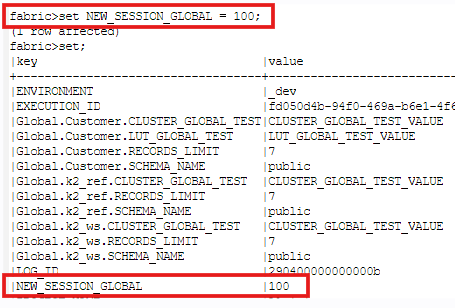 fabric>set NEW_SESSION_GLOBAL = 100;
(1 row affected)
fabric>set;
|key |value
+
|ENVIRONMENT |_dev
|EXECUTION_ID |fd050d4b-94f0-469a-b6e1-4f6
|Global.Customer.CLUSTER_GLOBAL_TEST|CLUSTER_GLOBAL_TEST_VALUE
|Global.Customer.LUT_GLOBAL_TEST |LUT_GLOBAL_TEST_VALUE
|Global.Customer.RECORDS_LIMIT |7
|Global.Customer.SCHEMA_NAME |public
|Global.k2_ref.CLUSTER_GLOBAL_TEST |CLUSTER_GLOBAL_TEST_VALUE
|Global.k2_ref.RECORDS_LIMIT |7
|Global.k2_ref.SCHEMA_NAME |public
|Global.k2_ws.CLUSTER_GLOBAL_TEST |CLUSTER_GLOBAL_TEST_VALUE
|Global.k2_ws.RECORDS_LIMIT |7
|Global.k2_ws.SCHEMA_NAME |public
|LOG_ID |290400000000000b
|NEW_SESSION_GLOBAL |100